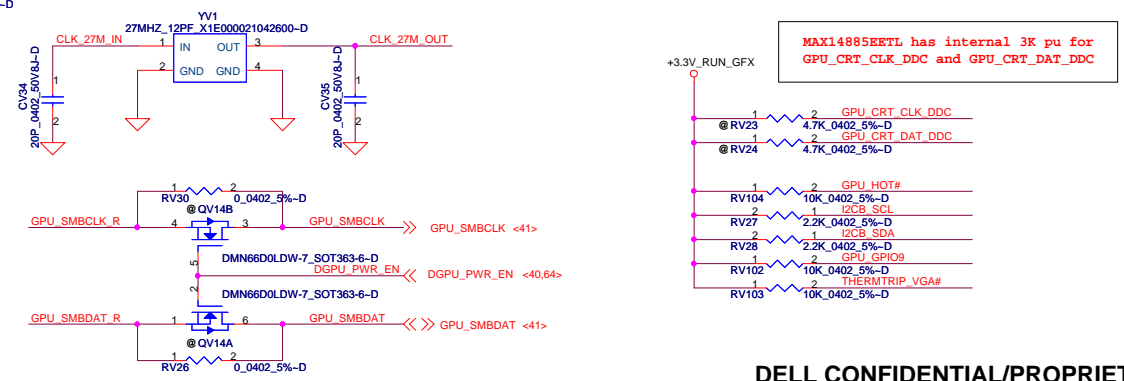 ~D
YV1
27MHZ_12PF_X1E000021042600~D
CLK_27M_IN
1 IN OUT 3
CLK_27M_OUT
2 GND GND 4
CV34
20P_0402_50V8J~D
1
2
CV35
20P_0402_50V8J~D
1
2
1 2
RV30 0_0402_5%~D
@ QV14B
GPU_SMBCLK_R
4 3
GPU_SMBCLK
GPU_SMBCLK <41>
5
DMN66D0LDW-7_SOT363-6~D
DGPU_PWR_EN
DGPU_PWR_EN <40,64>
2
DMN66D0LDW-7_SOT363-6~D
GPU_SMBDAT_R
1 6
GPU_SMBDAT
GPU_SMBDAT <41>
@ QV14A
1 2
RV26 0_0402_5%~D
MAX14885EETL has internal 3K pu for
GPU_CRT_CLK_DDC and GPU_CRT_DAT_DDC
+3.3V_RUN_GFX
1 2 GPU_CRT_CLK_DDC
@ RV23 4.7K_0402_5%~D
1 2 GPU_CRT_DAT_DDC
@ RV24 4.7K_0402_5%~D
1 2 GPU_HOT#
RV104 10K_0402_5%~D
2 1 I2CB_SCL
RV27 2.2K_0402_5%~D
2 1 I2CB_SDA
RV28 2.2K_0402_5%~D
1 2 GPU_GPIO9
RV102 10K_0402_5%~D
1 2 THERMTRIP_VGA#
RV103 10K_0402_5%~D
DELL CONFIDENTIAL/PROPRIET